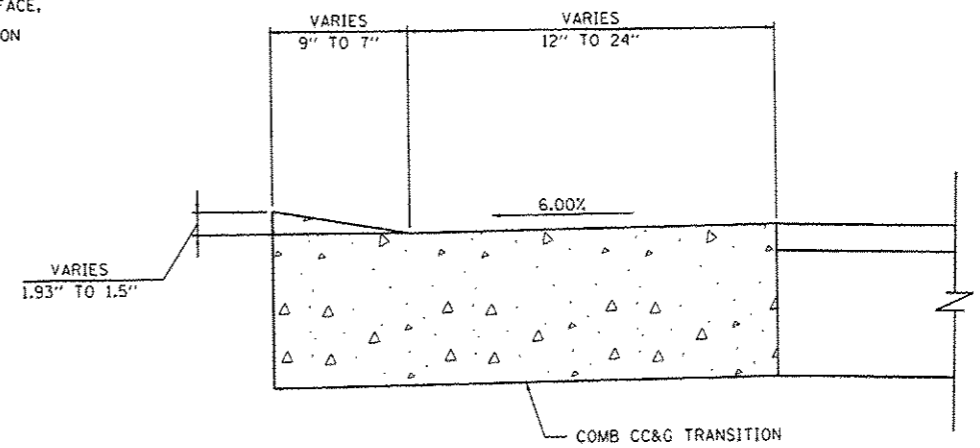 FACE,
ON
VARIES
9" TO 7"
VARIES
12" TO 24"
6.00%
VARIES
1.93" TO 1.5"
COMB CC&G TRANSITION